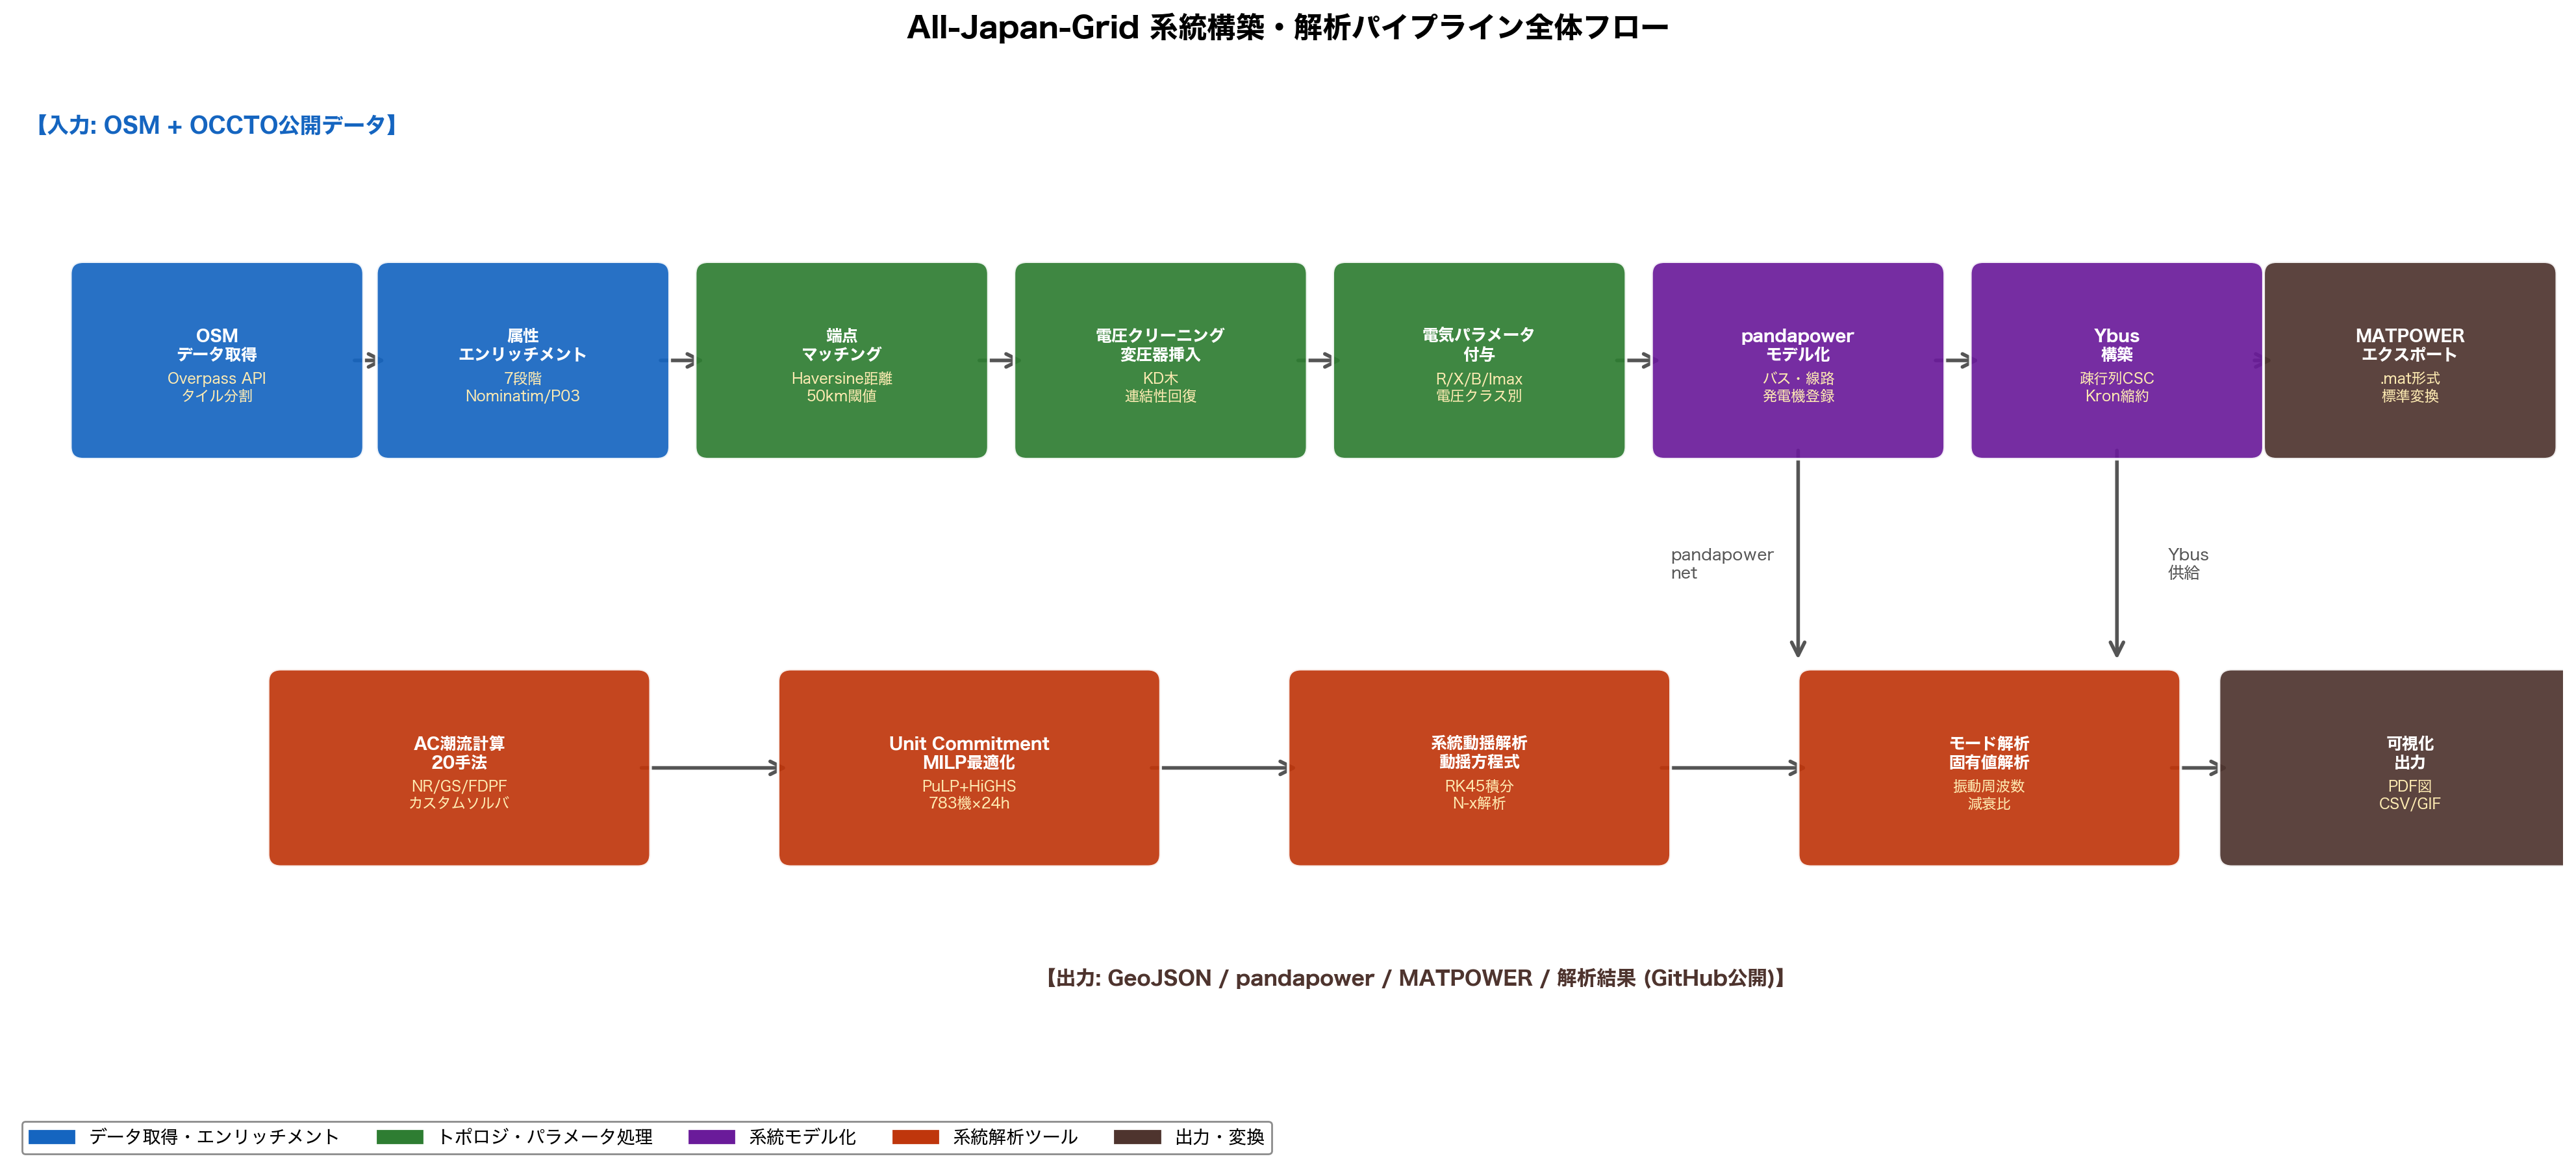 All-Japan-Grid 系統構築・解析パイプライン全体フロー
【入力: OSM + OCCTO公開データ】
OSM
データ取得
Overpass API
タイル分割
属性
エンリッチメント
7段階
Nominatim/P03
端点
マッチング
Haversine距離
50km閾値
電圧クリーニング
変圧器挿入
KD木
連結性回復
電気パラメータ
付与
R/X/B/Imax
電圧クラス別
pandapower
モデル化
バス・線路
発電機登録
Ybus
構築
疎行列CSC
Kron縮約
MATPOWER
エクスポート
.mat形式
標準変換
pandapower
net
Ybus
供給
AC潮流計算
20手法
NR/GS/FDPF
カスタムソルバ
Unit Commitment
MILP最適化
PuLP+HiGHS
783機×24h
系統動揺解析
動揺方程式
RK45積分
N-x解析
モード解析
固有値解析
振動周波数
減衰比
可視化
出力
PDF図
CSV/GIF
【出力: GeoJSON / pandapower / MATPOWER / 解析結果 (GitHub公開)】
データ取得・エンリッチメント
トポロジ・パラメータ処理
系統モデル化
系統解析ツール
出力・変換